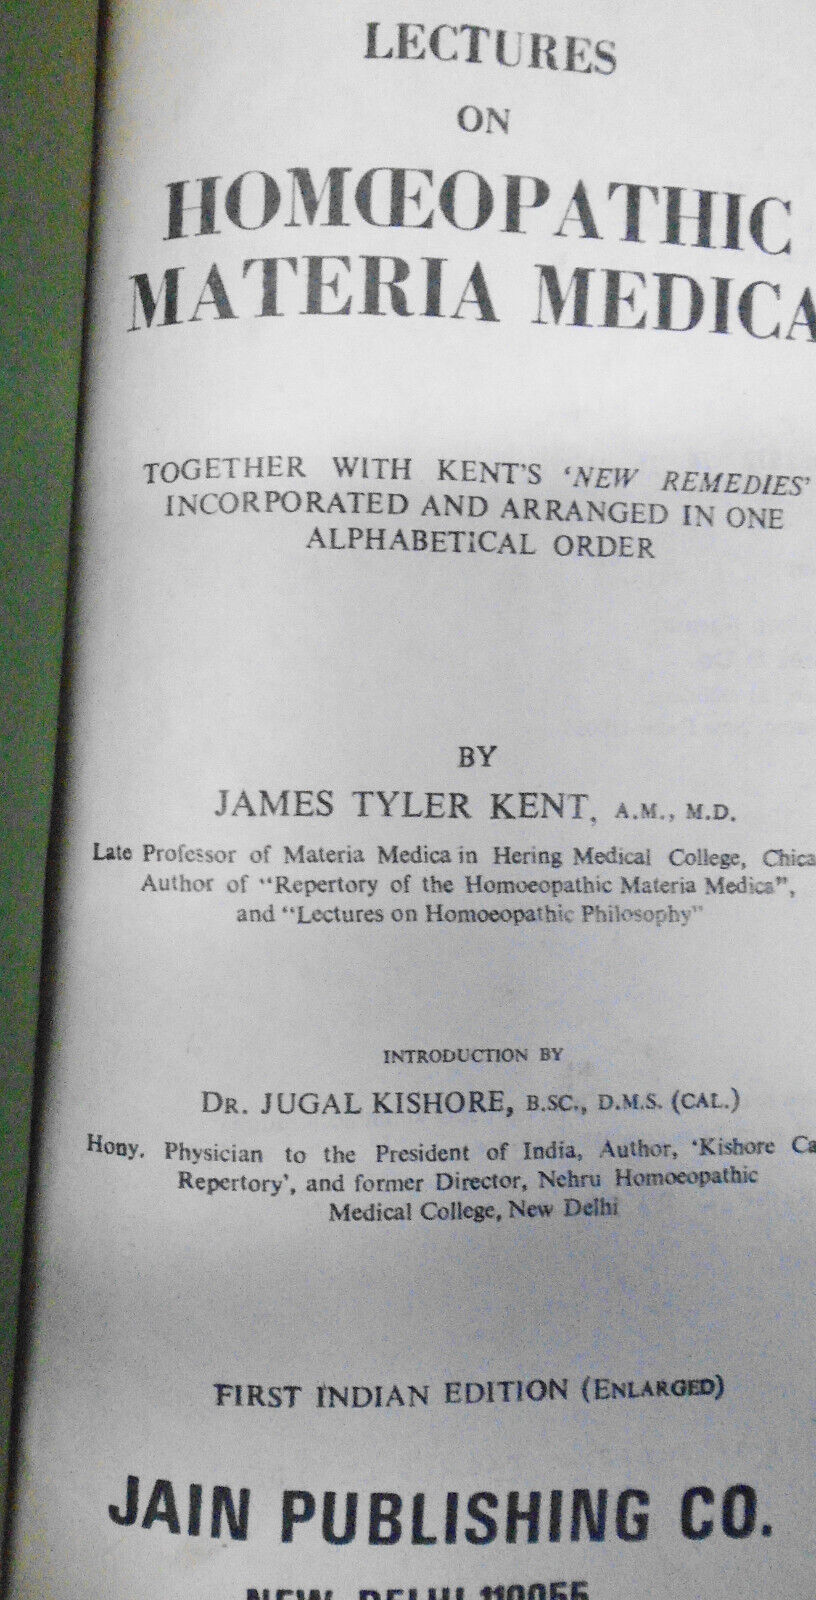 LECTURES
ON
HOMŒOPATHIC
MATERIA MEDICA
TOGETHER WITH KENT'S 'NEW REMEDIES'
INCORPORATED AND ARRANGED IN ONE
ALPHABETICAL ORDER
BY
JAMES TYLER KENT, A.M., M.D.
Late Professor of Materia Medica in Hering Medical College, Chica
Author of "Repertory of the Homoeopathic Materia Medica",
and "Lectures on Homoeopathic Philosophy"
INTRODUCTION BY
DR. JUGAL KISHORE, B.SC., D.M.S. (CAL.)
Hony. Physician to the President of India, Author, 'Kishore Ca
Repertory', and former Director, Nehru Homoeopathic
Medical College, New Delhi
FIRST INDIAN EDITION (ENLARGED)
JAIN PUBLISHING CO.
NEW DELHI 110055